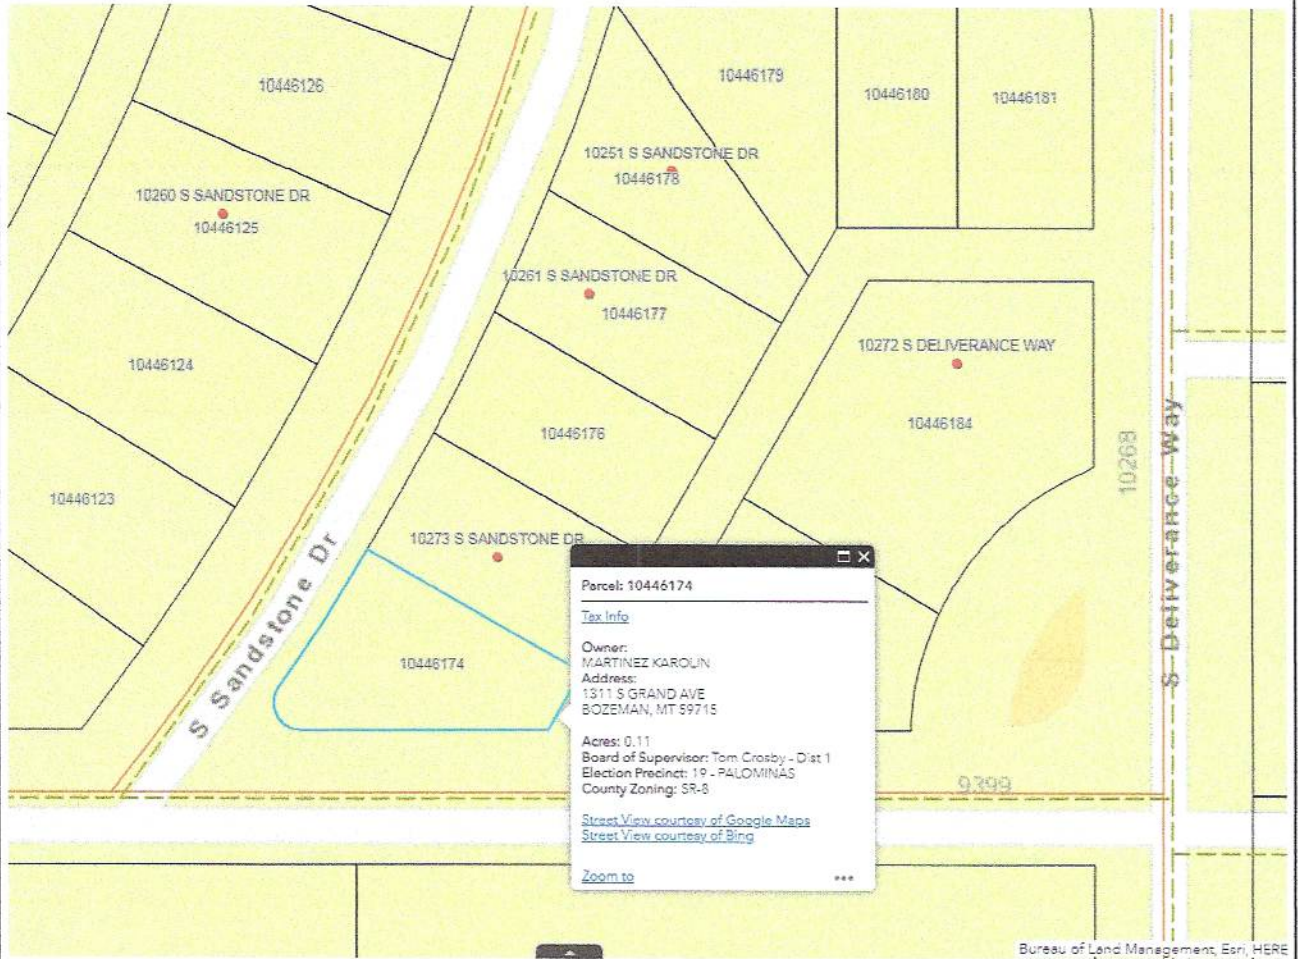 10446126
10446179
10446180
10446181
10251 S SANDSTONE DR
10446178
10260 S SANDSTONE DR
10446125
10261 S SANDSTONE DR
10446177
10446124
10272 S DELIVERANCE WAY
10446184
10446176
10268
S Deliverance Way
10446123
10273 S SANDSTONE DR
S Sandstone Dr
10446174
Parcel: 10446174
Tax Info
Owner:
MARTINEZ KAROLIN
Address:
1311 S GRAND AVE
BOZEMAN, MT 59715
Acres: 0.11
Board of Supervisor: Tom Crosby - Dist 1
Election Precinct: 19 - PALOMINAS
County Zoning: SR-8
Street View courtesy of Google Maps
Street View courtesy of Bing
Zoom to
9399
Bureau of Land Management, Esri, HERE